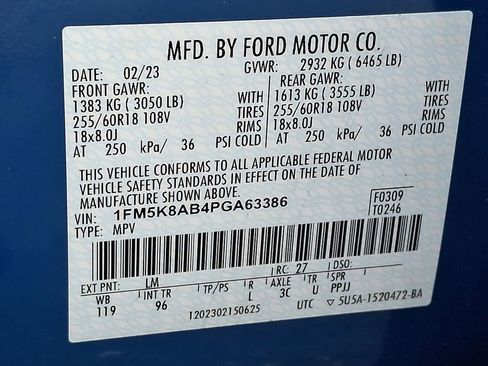 MFD. BY FORD MOTOR CO.
DATE: 02/23 GVWR: 2932 KG ( 6465 LB)
FRONT GAWR: REAR GAWR:
1383 KG ( 3050 LB) WITH 1613 KG ( 3555 LB) WITH
255/60R18 108V TIRES 255/60R18 108V TIRES
18x8.0J RIMS 18x8.0J RIMS
AT 250 kPa/ 36 PSI COLD AT 250 kPa/ 36 PSI COLD
THIS VEHICLE CONFORMS TO ALL APPLICABLE FEDERAL MOTOR
VEHICLE SAFETY STANDARDS IN EFFECT ON THE DATE OF
MANUFACTURE SHOWN ABOVE.
VIN: 1FM5K8AB4PGA63386 F0309
TYPE: MPV T0246
EXT PNT: LM RC: 27 DSO:
WB INT TR TP/PS R AXLE TR SPR
119 96 L 3C U PPJJ
1202302150625 UTC ▽ 5U5A-1520472-BA